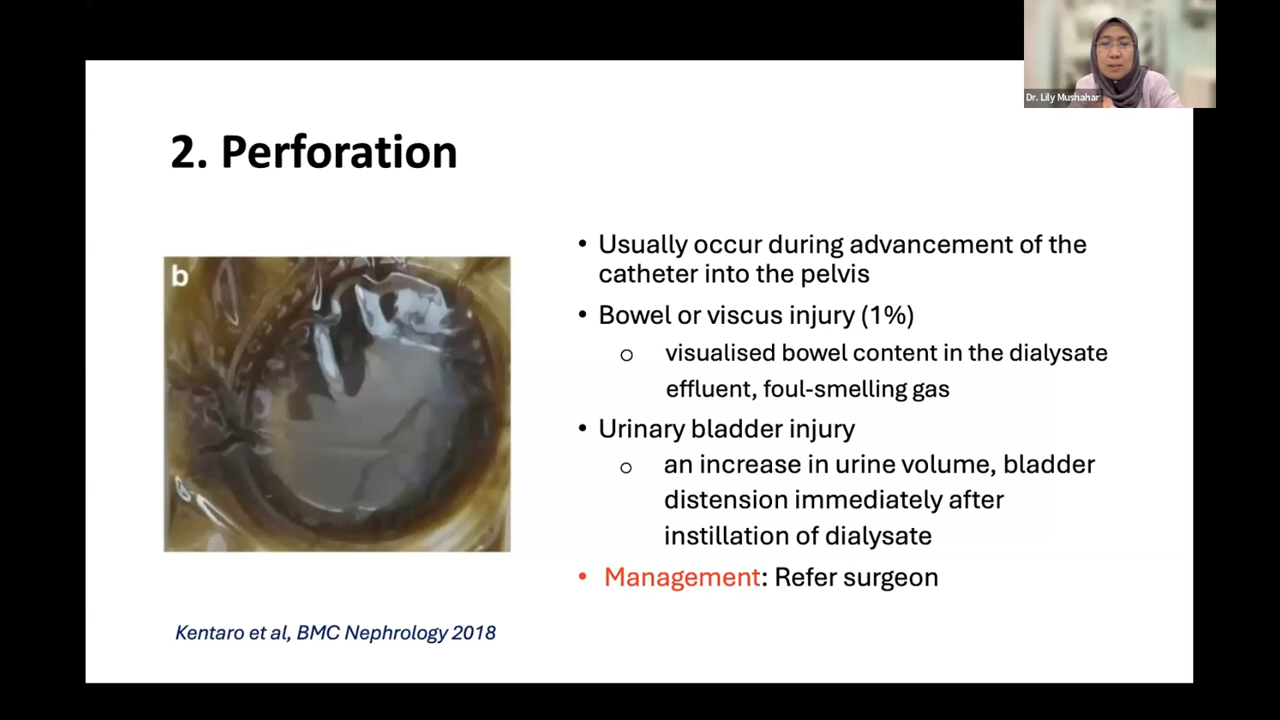 Dr. Lily Mushahar
2. Perforation
b
• Usually occur during advancement of the
catheter into the pelvis
• Bowel or viscus injury (1%)
o visualised bowel content in the dialysate
effluent, foul-smelling gas
• Urinary bladder injury
o an increase in urine volume, bladder
distension immediately after
instillation of dialysate
• Management: Refer surgeon
Kentaro et al, BMC Nephrology 2018